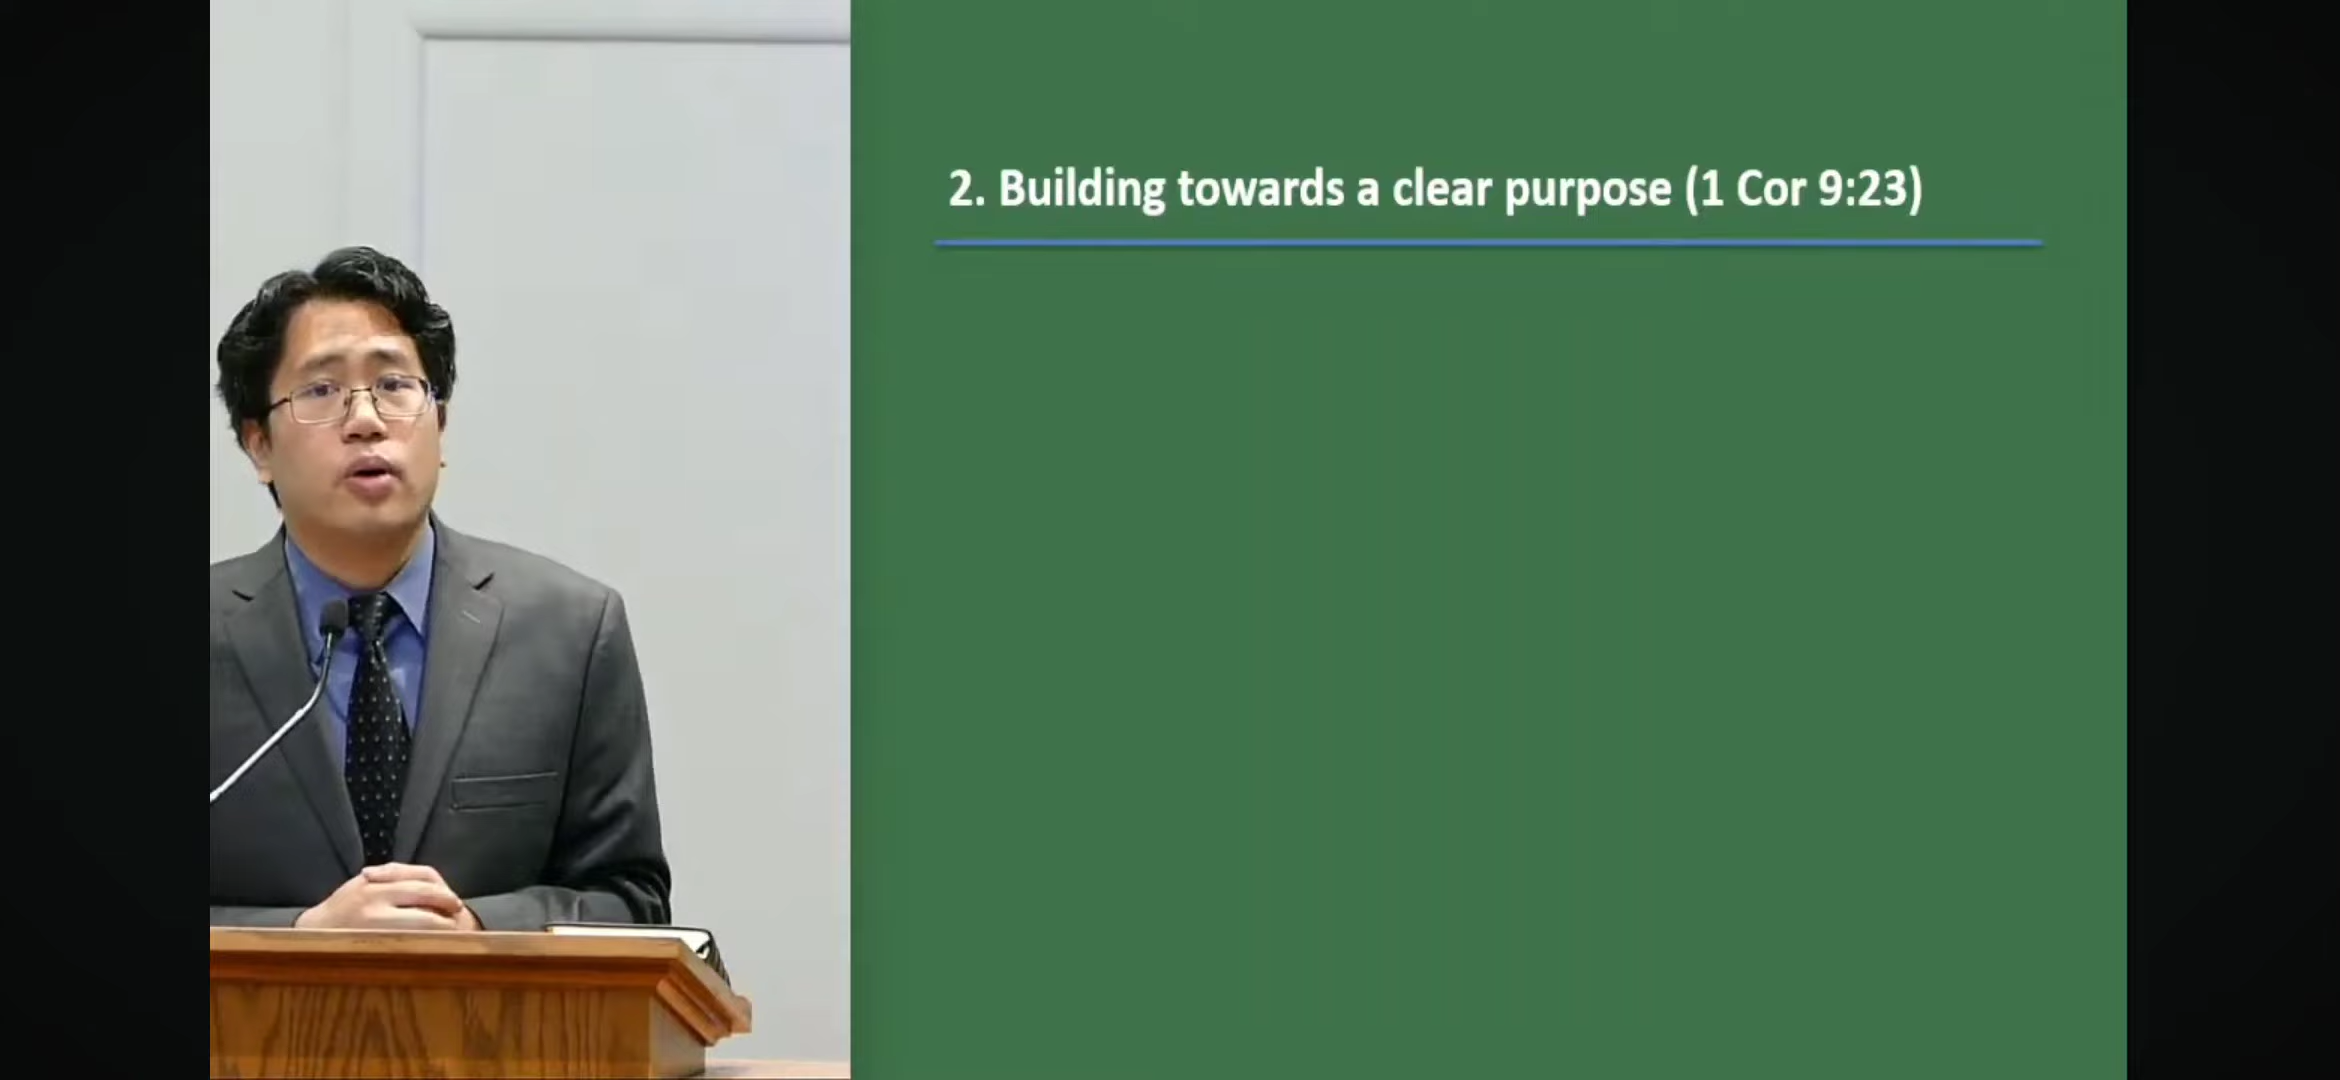 2. Building towards a clear purpose (1 Cor 9:23)